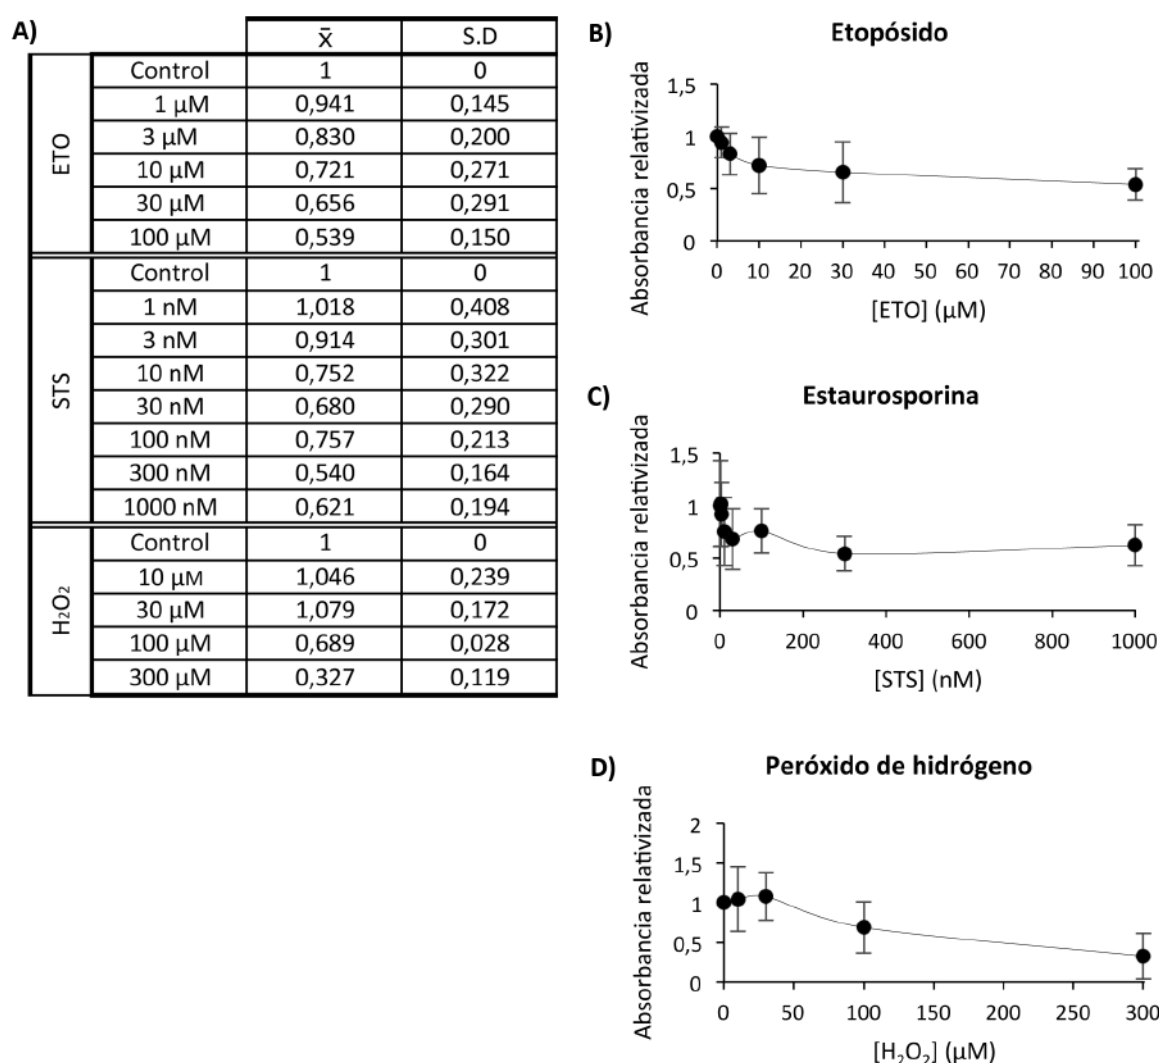 A)
x̄ S.D
ETO
Control 1 0
1 µM 0,941 0,145
3 µM 0,830 0,200
10 µM 0,721 0,271
30 µM 0,656 0,291
100 µM 0,539 0,150
STS
Control 1 0
1 nM 1,018 0,408
3 nM 0,914 0,301
10 nM 0,752 0,322
30 nM 0,680 0,290
100 nM 0,757 0,213
300 nM 0,540 0,164
1000 nM 0,621 0,194
H₂O₂
Control 1 0
10 µM 1,046 0,239
30 µM 1,079 0,172
100 µM 0,689 0,028
300 µM 0,327 0,119
B) Etopósido
Absorbancia relativizada
1,5
1
0,5
0
0 10 20 30 40 50 60 70 80 90 100
[ETO] (µM)
C) Estaurosporina
Absorbancia relativizada
1,5
1
0,5
0
0 200 400 600 800 1000
[STS] (nM)
D) Peróxido de hidrógeno
Absorbancia relativizada
2
1,5
1
0,5
0
0 50 100 150 200 250 300
[H₂O₂] (µM)